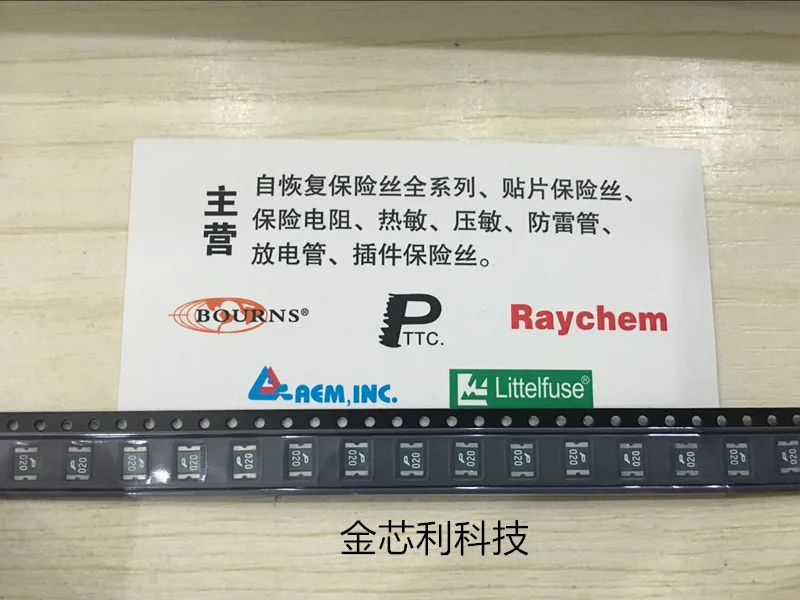 主营
自恢复保险丝全系列、贴片保险丝、
保险电阻、热敏、压敏、防雷管、
放电管、插件保险丝。
BOURNS®
P TTC.
Raychem
AEM,INC.
Littelfuse®
P 020 P 020 P 020 P 020 P 020 P 020 P 020 P 020 P 020 P 020 P 020 P 020 P 020 P 020 P 020
金芯利科技